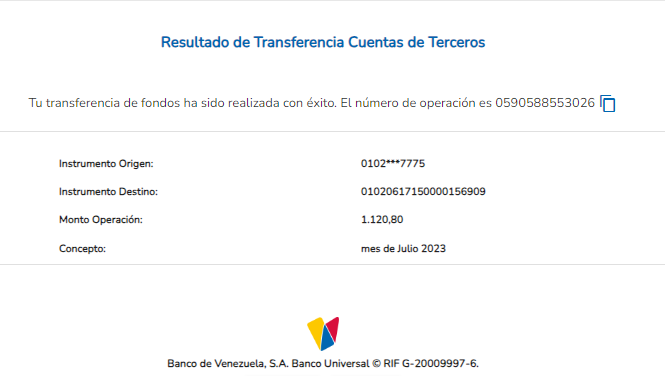 Resultado de Transferencia Cuentas de Terceros
Tu transferencia de fondos ha sido realizada con éxito. El número de operación es 0590588553026
Instrumento Origen: 0102***7775
Instrumento Destino: 01020617150000156909
Monto Operación: 1.120,80
Concepto: mes de Julio 2023
Banco de Venezuela, S.A. Banco Universal © RIF G-20009997-6.